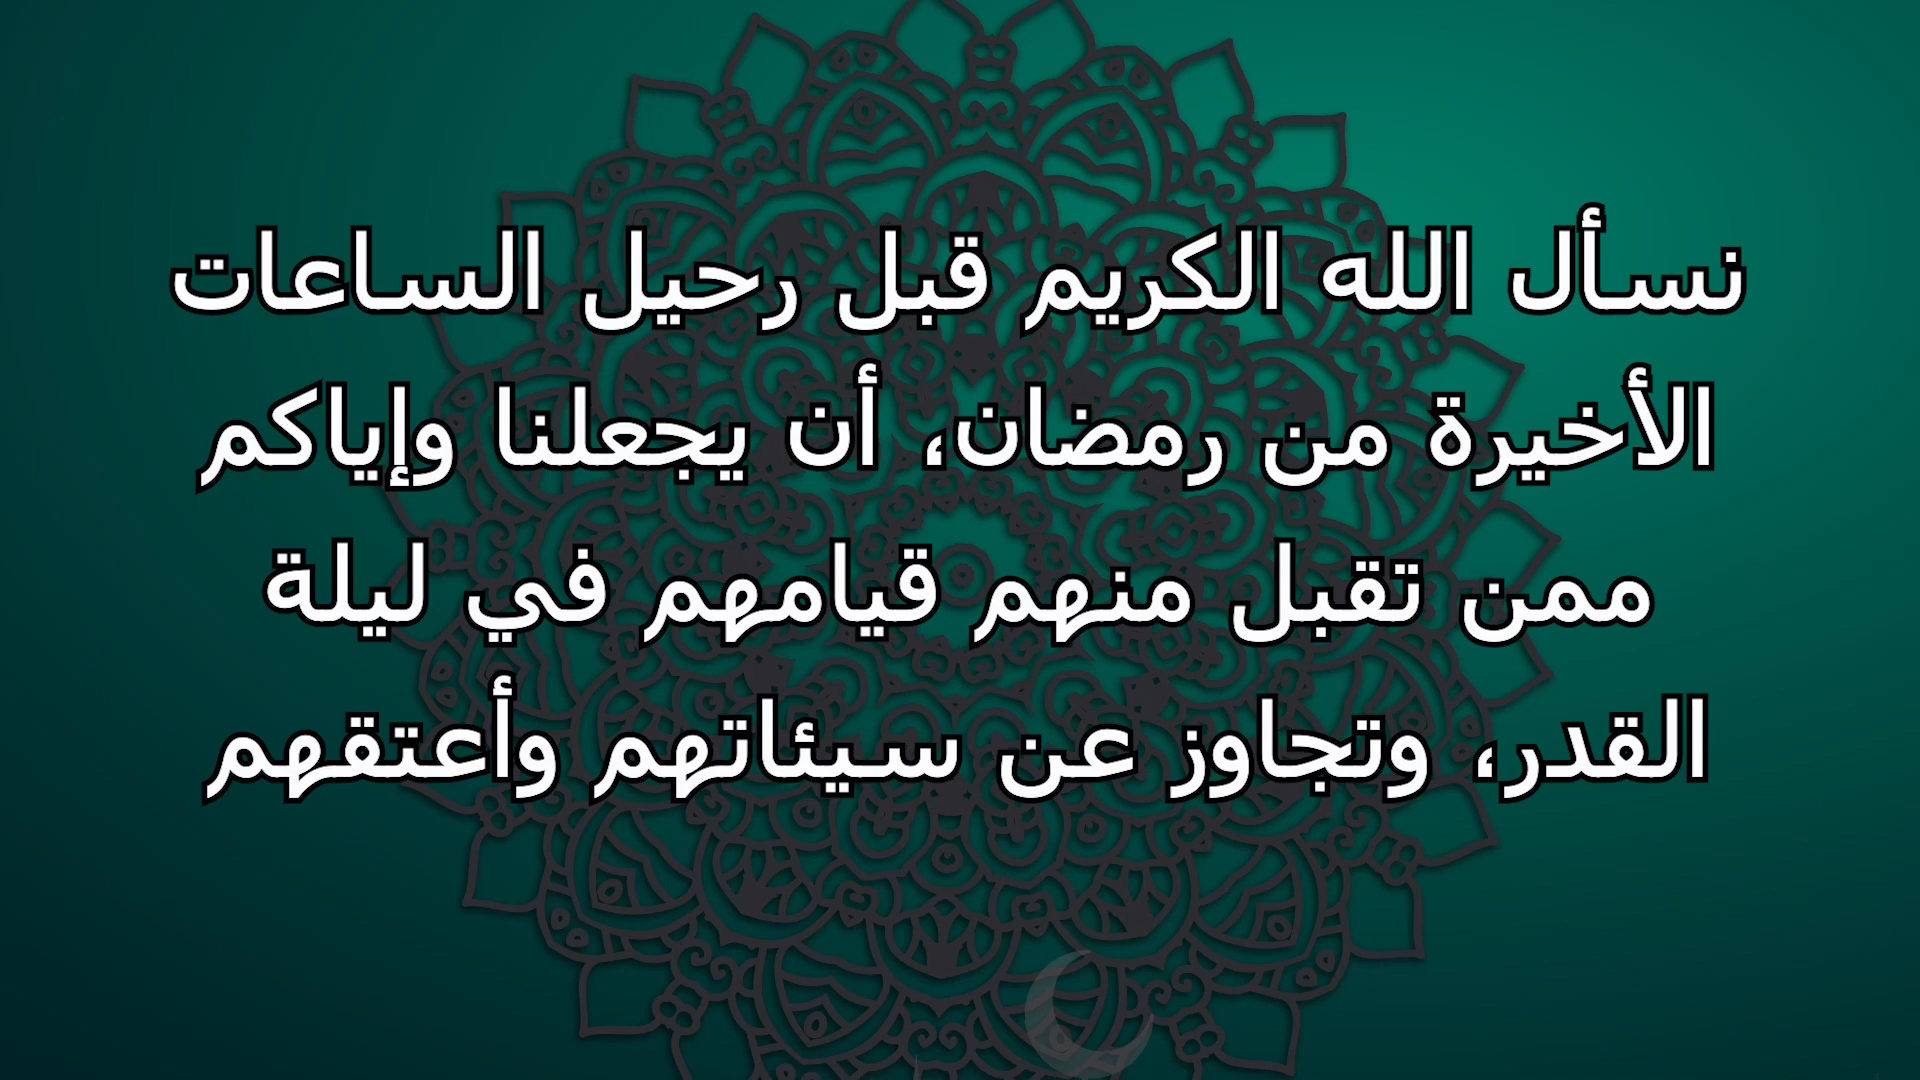 نسأل الله الكريم قبل رحيل الساعات
الأخيرة من رمضان، أن يجعلنا وإياكم
ممن تقبل منهم قيامهم في ليلة
القدر، وتجاوز عن سيئاتهم وأعتقهم